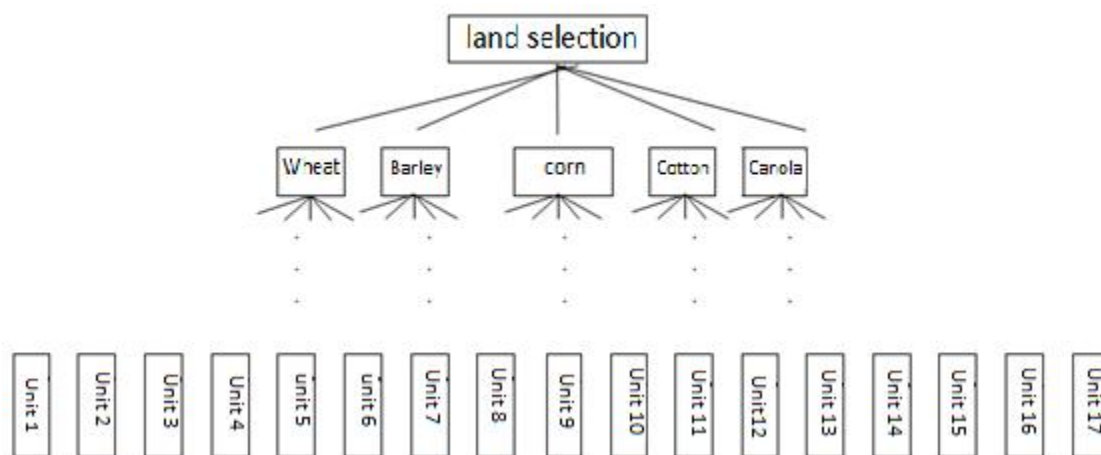 land selection
Wheat
Barley
corn
Cotton
Canola
Unit 1
Unit 2
Unit 3
Unit 4
unit 5
unit 6
Unit 7
Unit 8
Unit 9
Unit 10
Unit 11
Unit12
Unit 13
Unit 14
Unit 15
Unit 16
Unit 17